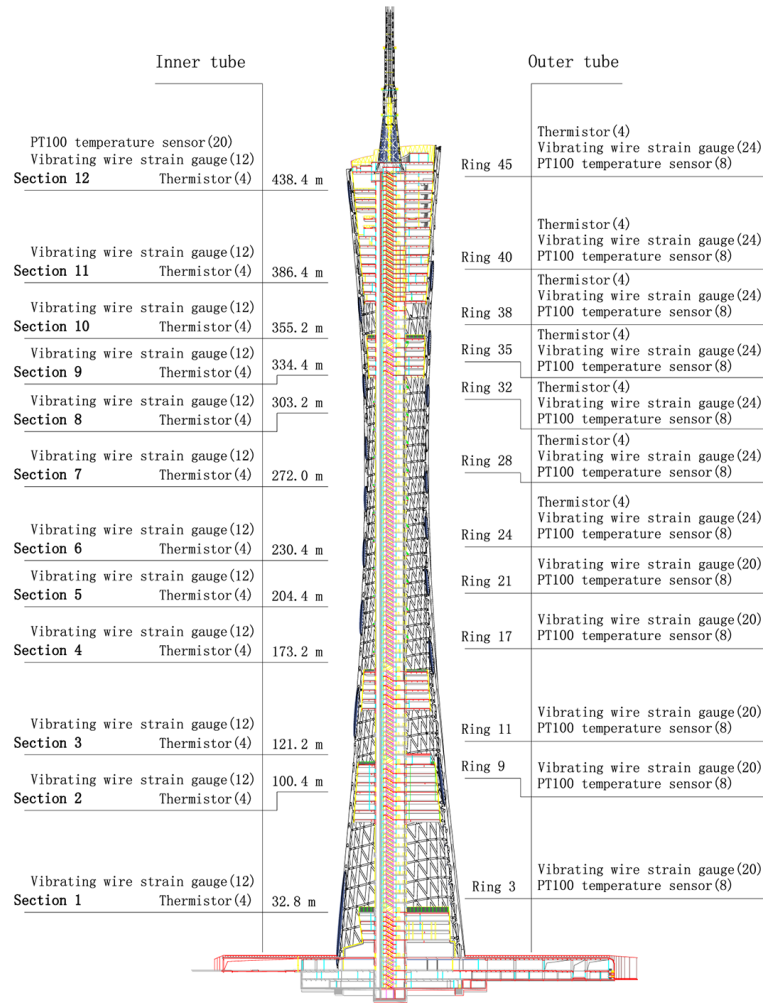 Inner tube
PT100 temperature sensor(20)
Vibrating wire strain gauge(12)
Section 12 Thermistor(4) 438.4 m
Vibrating wire strain gauge(12)
Section 11 Thermistor(4) 386.4 m
Vibrating wire strain gauge(12)
Section 10 Thermistor(4) 355.2 m
Vibrating wire strain gauge(12)
Section 9 Thermistor(4) 334.4 m
Vibrating wire strain gauge(12)
Section 8 Thermistor(4) 303.2 m
Vibrating wire strain gauge(12)
Section 7 Thermistor(4) 272.0 m
Vibrating wire strain gauge(12)
Section 6 Thermistor(4) 230.4 m
Vibrating wire strain gauge(12)
Section 5 Thermistor(4) 204.4 m
Vibrating wire strain gauge(12)
Section 4 Thermistor(4) 173.2 m
Vibrating wire strain gauge(12)
Section 3 Thermistor(4) 121.2 m
Vibrating wire strain gauge(12)
Section 2 Thermistor(4) 100.4 m
Vibrating wire strain gauge(12)
Section 1 Thermistor(4) 32.8 m
Outer tube
Thermistor(4)
Vibrating wire strain gauge(24)
Ring 45 PT100 temperature sensor(8)
Thermistor(4)
Vibrating wire strain gauge(24)
Ring 40 PT100 temperature sensor(8)
Thermistor(4)
Vibrating wire strain gauge(24)
Ring 38 PT100 temperature sensor(8)
Thermistor(4)
Ring 35 Vibrating wire strain gauge(24)
PT100 temperature sensor(8)
Ring 32 Thermistor(4)
Vibrating wire strain gauge(24)
PT100 temperature sensor(8)
Thermistor(4)
Ring 28 Vibrating wire strain gauge(24)
PT100 temperature sensor(8)
Thermistor(4)
Vibrating wire strain gauge(24)
Ring 24 PT100 temperature sensor(8)
Vibrating wire strain gauge(20)
Ring 21 PT100 temperature sensor(8)
Vibrating wire strain gauge(20)
Ring 17 PT100 temperature sensor(8)
Vibrating wire strain gauge(20)
Ring 11 PT100 temperature sensor(8)
Ring 9 Vibrating wire strain gauge(20)
PT100 temperature sensor(8)
Vibrating wire strain gauge(20)
Ring 3 PT100 temperature sensor(8)